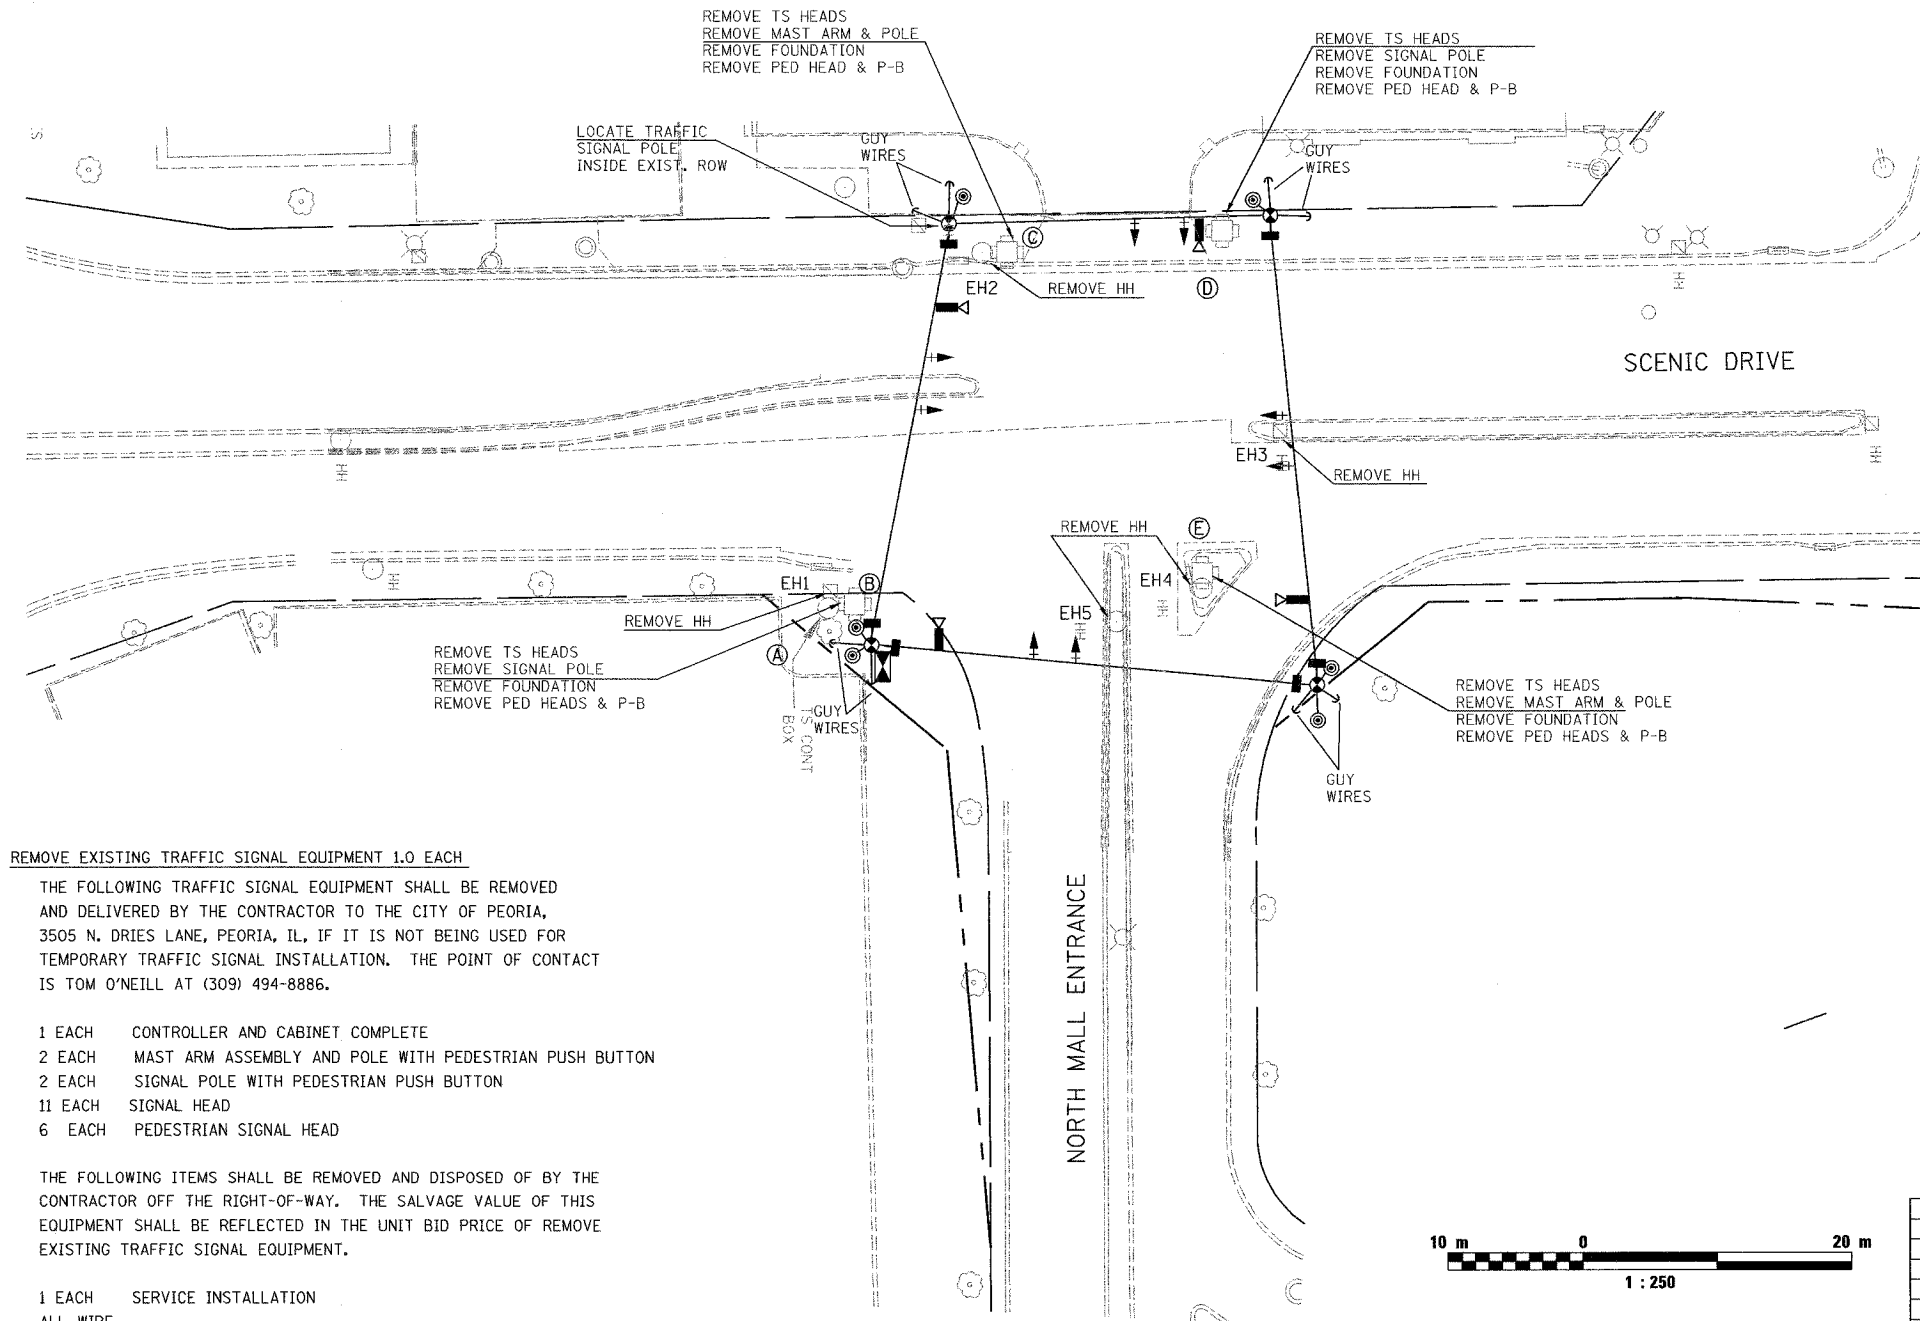 REMOVE TS HEADS
REMOVE MAST ARM & POLE
REMOVE FOUNDATION
REMOVE PED HEAD & P-B
REMOVE TS HEADS
REMOVE SIGNAL POLE
REMOVE FOUNDATION
REMOVE PED HEAD & P-B
LOCATE TRAFFIC
SIGNAL POLE
INSIDE EXIST. ROW
GUY
WIRES
GUY
WIRES
C
EH2
REMOVE HH
D
SCENIC DRIVE
EH3
REMOVE HH
REMOVE HH
E
EH1
B
EH4
EH5
REMOVE HH
A
REMOVE TS HEADS
REMOVE SIGNAL POLE
REMOVE FOUNDATION
REMOVE PED HEADS & P-B
GUY
WIRES
TS CONT
BOX
REMOVE TS HEADS
REMOVE MAST ARM & POLE
REMOVE FOUNDATION
REMOVE PED HEADS & P-B
GUY
WIRES
NORTH MALL ENTRANCE
REMOVE EXISTING TRAFFIC SIGNAL EQUIPMENT 1.0 EACH
THE FOLLOWING TRAFFIC SIGNAL EQUIPMENT SHALL BE REMOVED
AND DELIVERED BY THE CONTRACTOR TO THE CITY OF PEORIA,
3505 N. DRIES LANE, PEORIA, IL, IF IT IS NOT BEING USED FOR
TEMPORARY TRAFFIC SIGNAL INSTALLATION. THE POINT OF CONTACT
IS TOM O'NEILL AT (309) 494-8886.
1 EACH CONTROLLER AND CABINET COMPLETE
2 EACH MAST ARM ASSEMBLY AND POLE WITH PEDESTRIAN PUSH BUTTON
2 EACH SIGNAL POLE WITH PEDESTRIAN PUSH BUTTON
11 EACH SIGNAL HEAD
6 EACH PEDESTRIAN SIGNAL HEAD
THE FOLLOWING ITEMS SHALL BE REMOVED AND DISPOSED OF BY THE
CONTRACTOR OFF THE RIGHT-OF-WAY. THE SALVAGE VALUE OF THIS
EQUIPMENT SHALL BE REFLECTED IN THE UNIT BID PRICE OF REMOVE
EXISTING TRAFFIC SIGNAL EQUIPMENT.
1 EACH SERVICE INSTALLATION
ALL WIRE
10 m 0 20 m
1 : 250